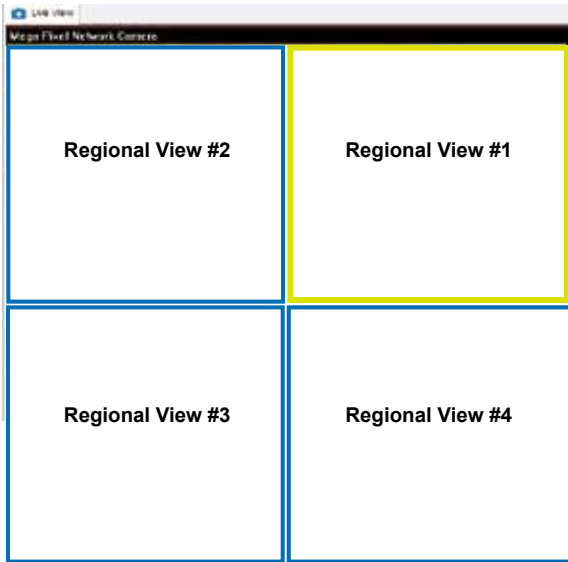 Live View
Mega Pixel Network Camera
Regional View #2
Regional View #1
Regional View #3
Regional View #4